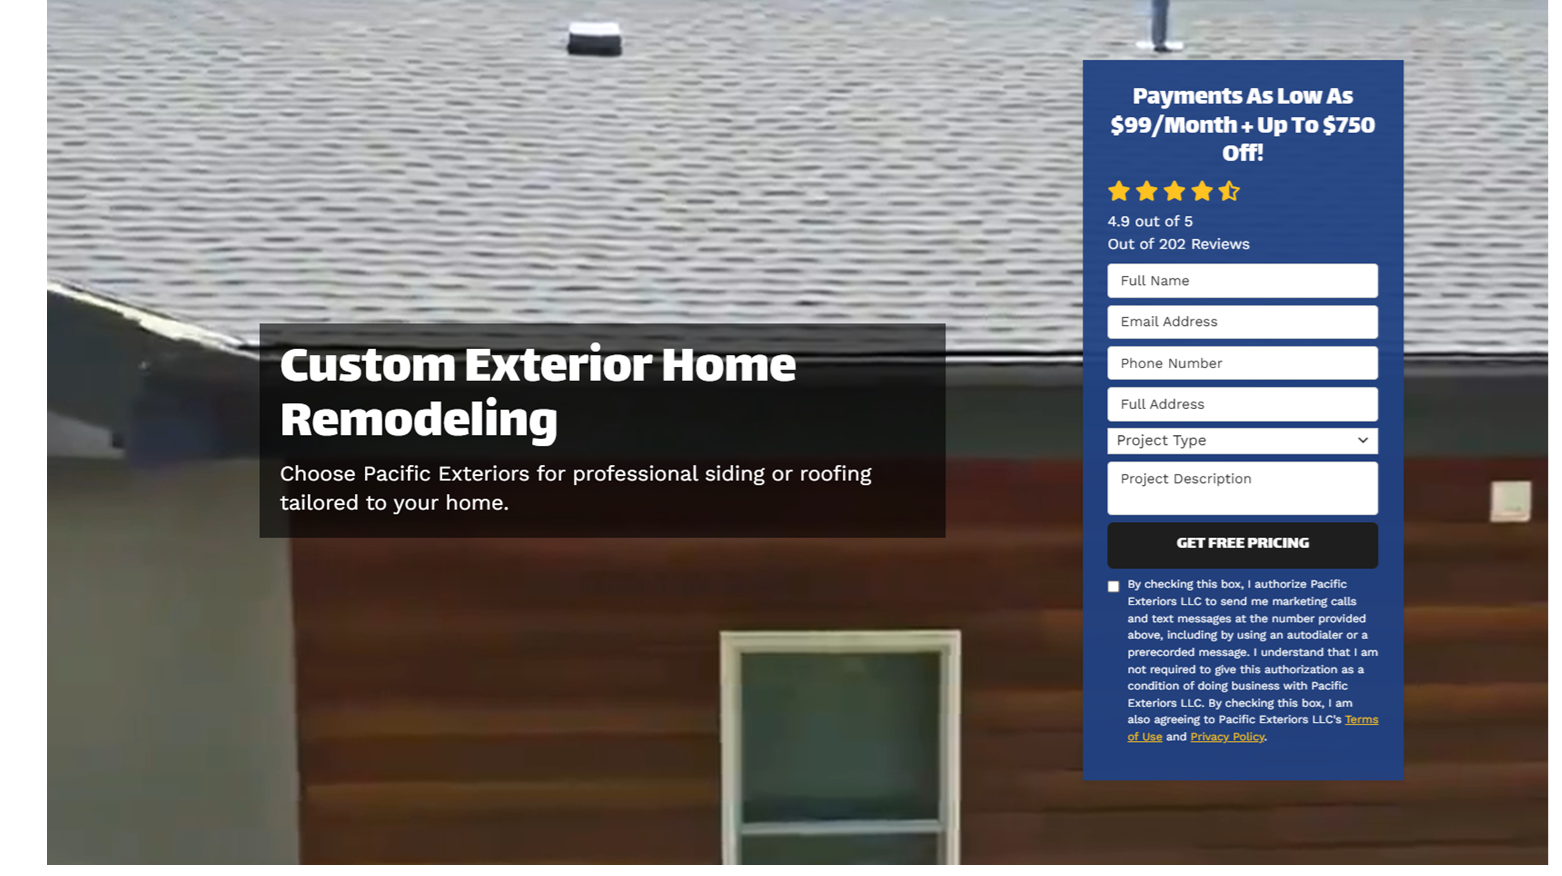 Payments As Low As
$99/Month + Up To $750
Off!
4.9 out of 5
Out of 202 Reviews
Full Name
Email Address
Phone Number
Full Address
Project Type
Project Description
GET FREE PRICING
By checking this box, I authorize Pacific
Exteriors LLC to send me marketing calls
and text messages at the number provided
above, including by using an autodialer or a
prerecorded message. I understand that I am
not required to give this authorization as a
condition of doing business with Pacific
Exteriors LLC. By checking this box, I am
also agreeing to Pacific Exteriors LLC's Terms
of Use and Privacy Policy.
Custom Exterior Home
Remodeling
Choose Pacific Exteriors for professional siding or roofing
tailored to your home.